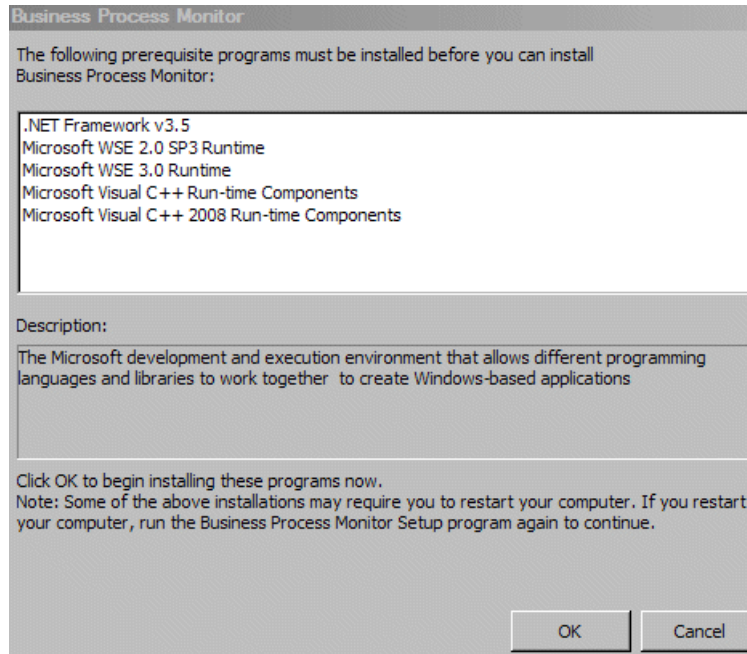 Business Process Monitor
The following prerequisite programs must be installed before you can install
Business Process Monitor:
.NET Framework v3.5
Microsoft WSE 2.0 SP3 Runtime
Microsoft WSE 3.0 Runtime
Microsoft Visual C++ Run-time Components
Microsoft Visual C++ 2008 Run-time Components
Description:
The Microsoft development and execution environment that allows different programming
languages and libraries to work together  to create Windows-based applications
Click OK to begin installing these programs now.
Note: Some of the above installations may require you to restart your computer. If you restart
your computer, run the Business Process Monitor Setup program again to continue.
OK Cancel